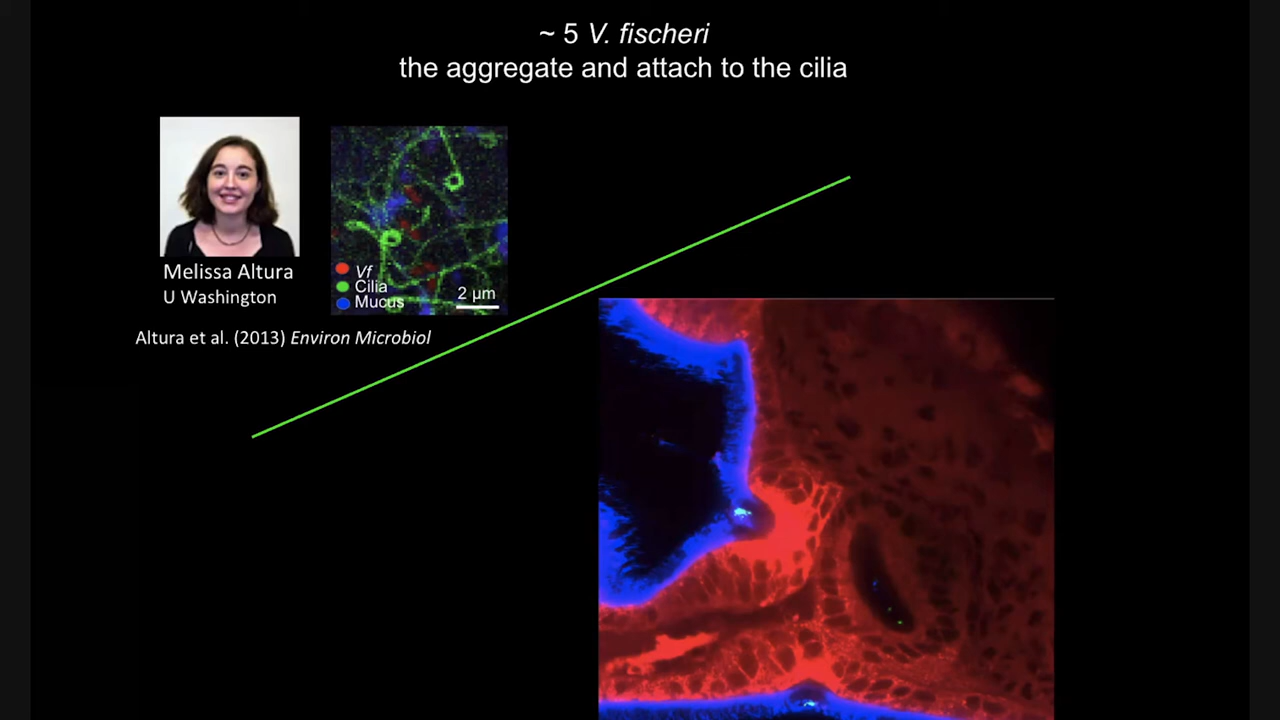 ~ 5 V. fischeri
the aggregate and attach to the cilia
Melissa Altura
U Washington
Vf
Cilia
Mucus
2 μm
Altura et al. (2013) Environ Microbiol